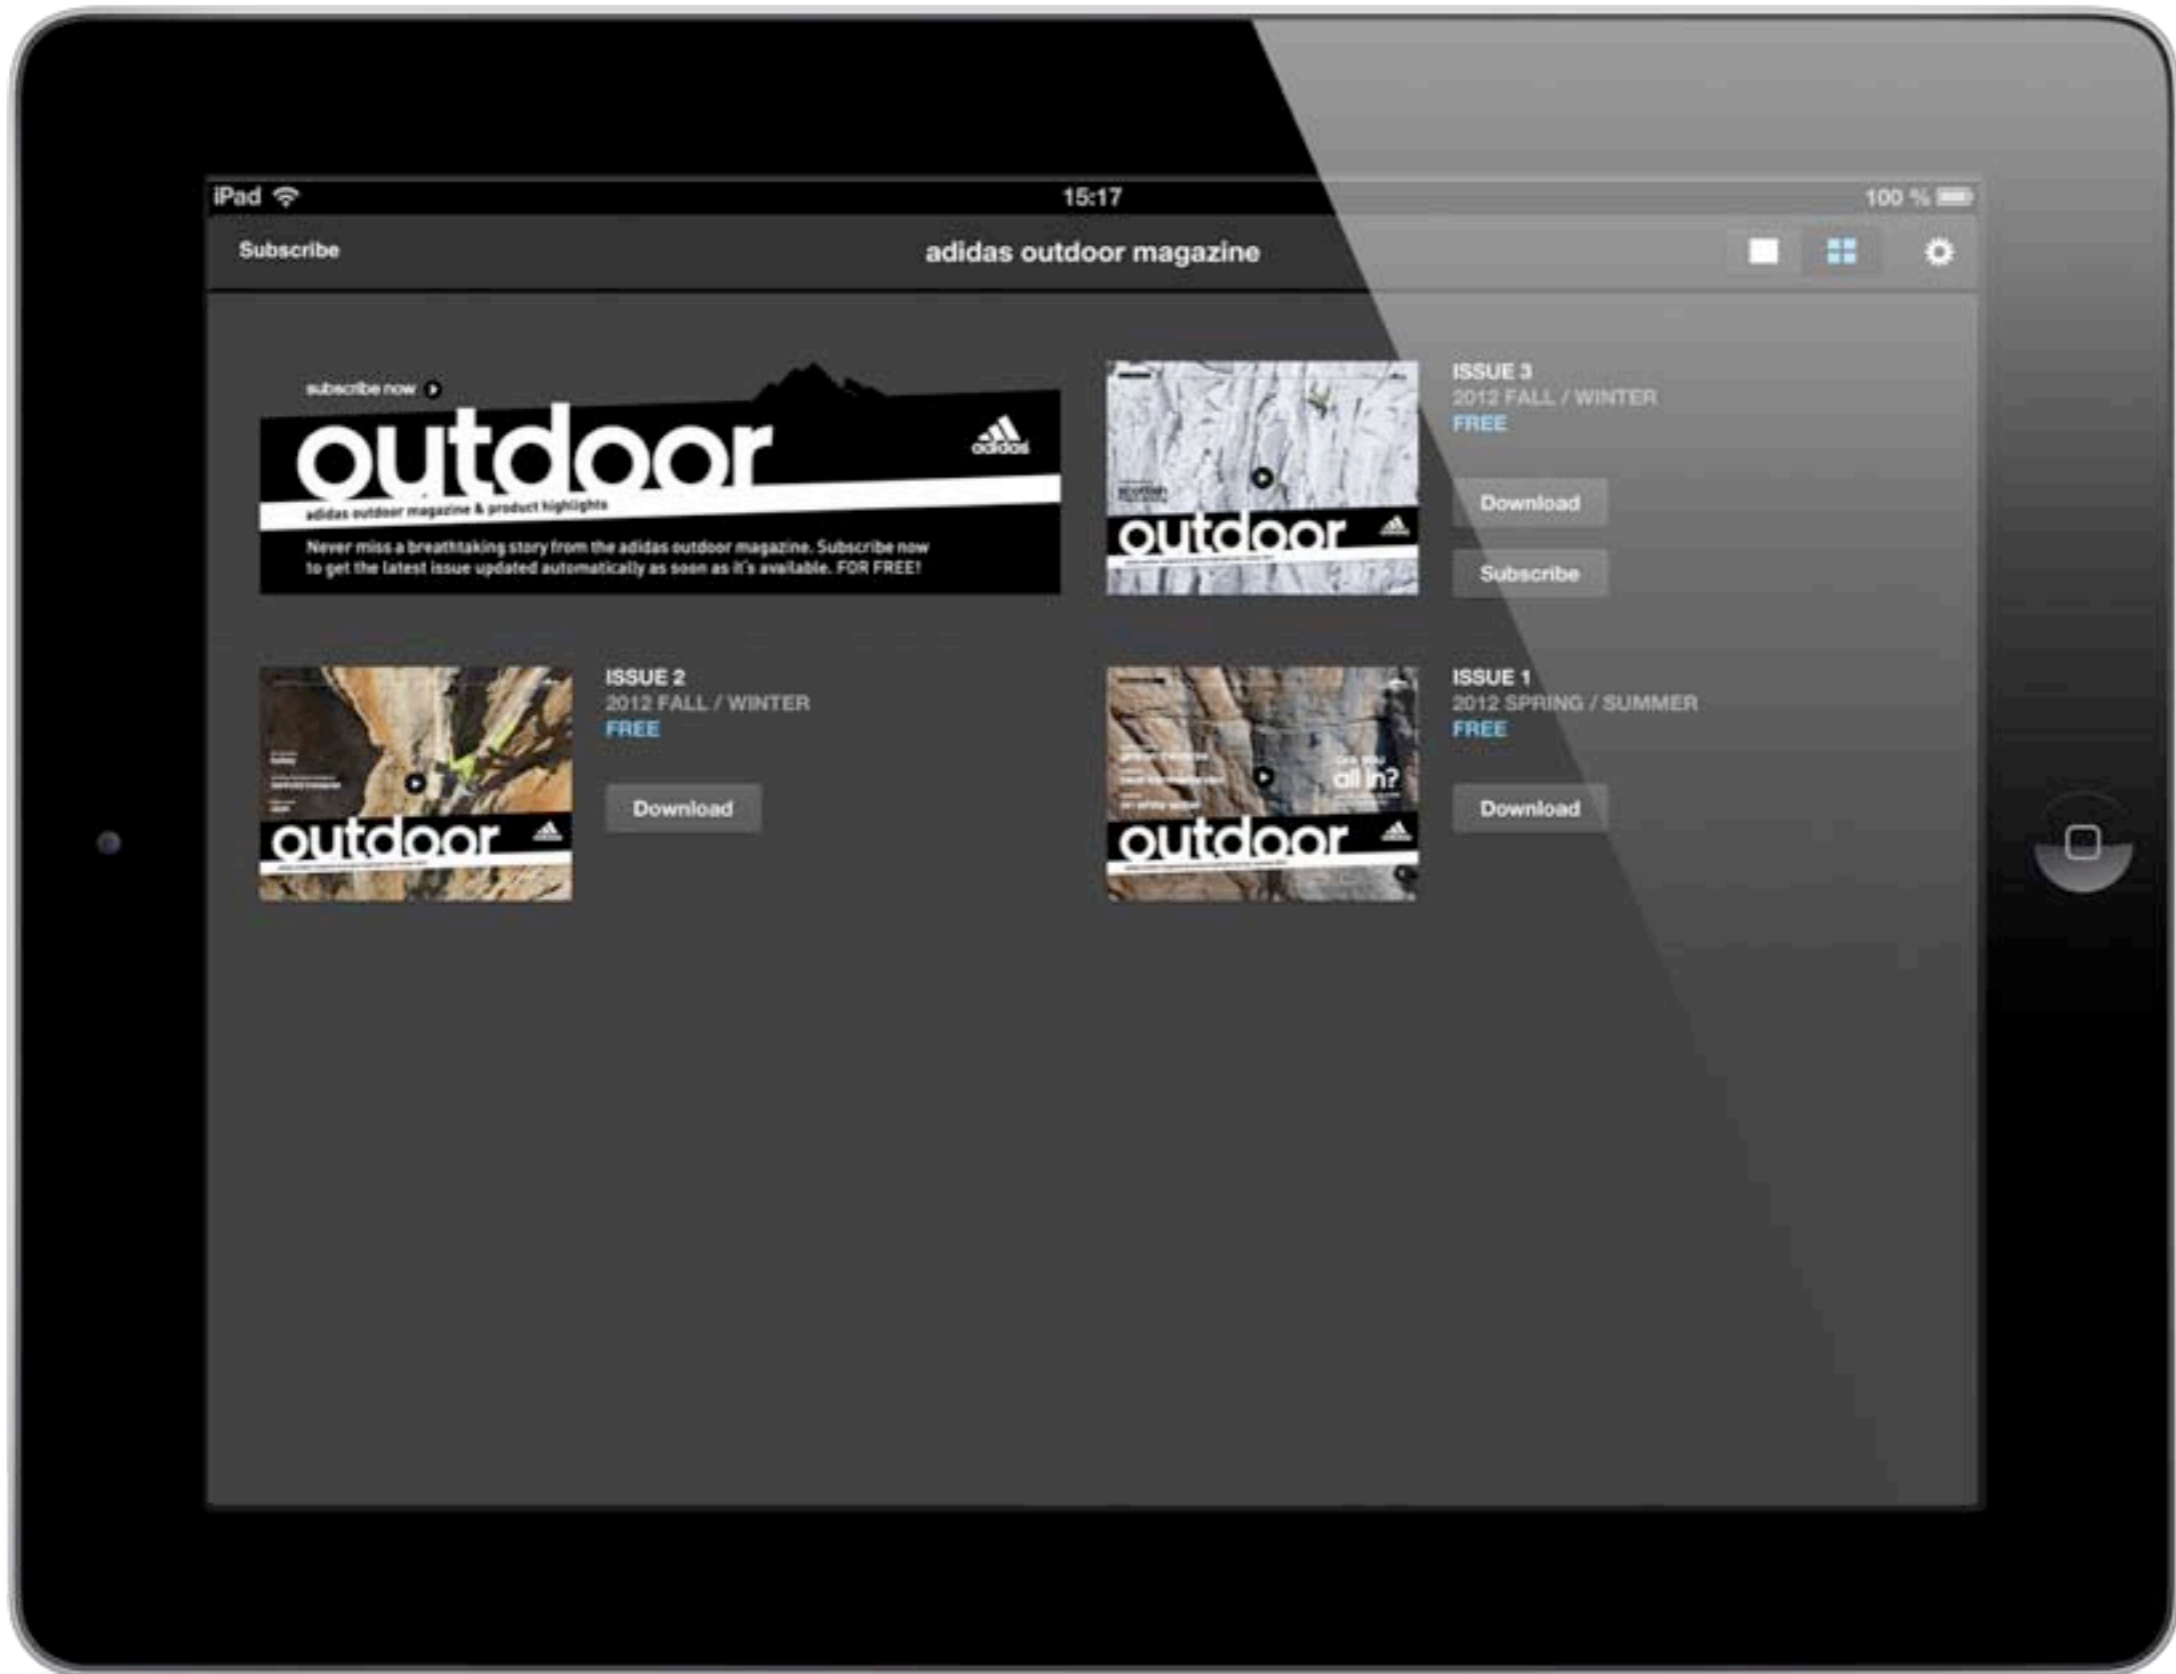 iPad
15:17
100 %
Subscribe
adidas outdoor magazine
subscribe now
outdoor
adidas
adidas outdoor magazine & product highlights
Never miss a breathtaking story from the adidas outdoor magazine. Subscribe now
to get the latest issue updated automatically as soon as it's available. FOR FREE!
outdoor
ISSUE 3
2012 FALL / WINTER
FREE
Download
Subscribe
outdoor
ISSUE 2
2012 FALL / WINTER
FREE
Download
all in?
outdoor
ISSUE 1
2012 SPRING / SUMMER
FREE
Download